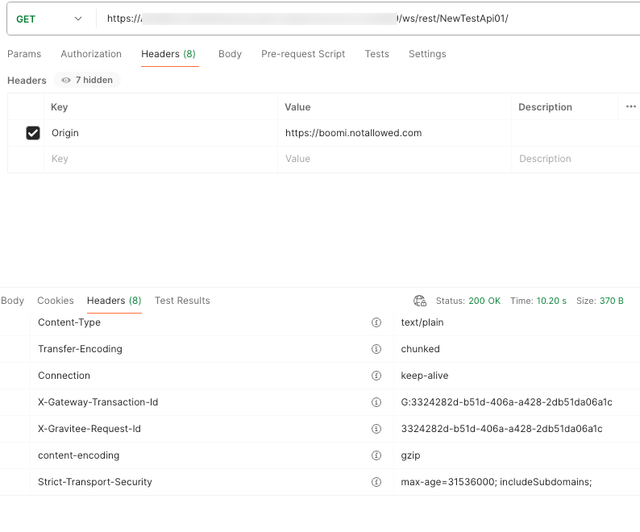 GET https:// /ws/rest/NewTestApi01/
Params Authorization Headers (8) Body Pre-request Script Tests Settings
Headers 7 hidden
Key Value Description •••
Origin https://boomi.notallowed.com
Key Value Description
Body Cookies Headers (8) Test Results Status: 200 OK Time: 10.20 s Size: 370 B
Content-Type text/plain
Transfer-Encoding chunked
Connection keep-alive
X-Gateway-Transaction-Id G:3324282d-b51d-406a-a428-2db51da06a1c
X-Gravitee-Request-Id 3324282d-b51d-406a-a428-2db51da06a1c
content-encoding gzip
Strict-Transport-Security max-age=31536000; includeSubdomains;